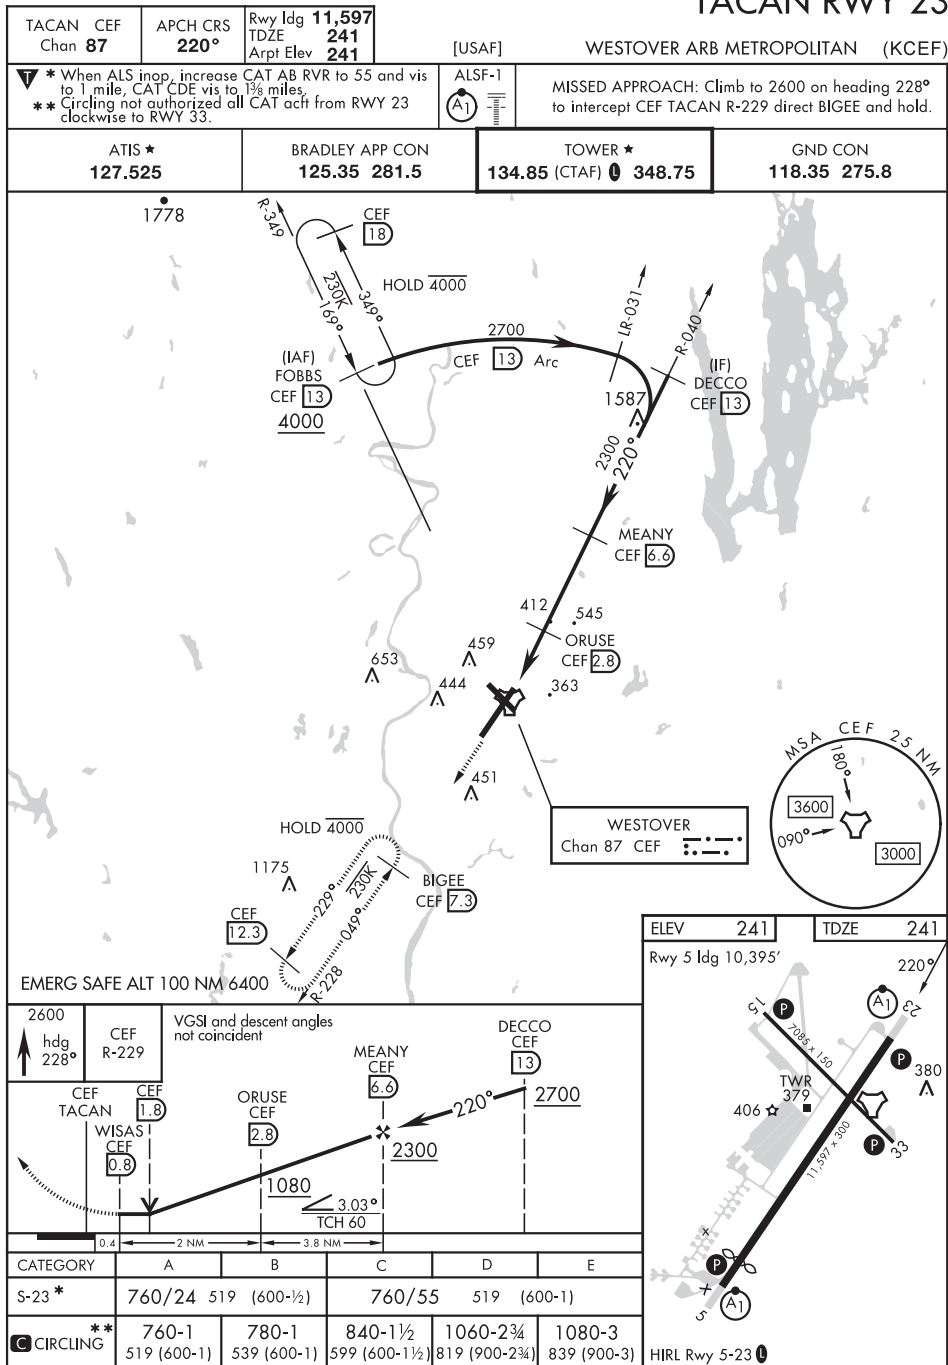 TACAN RWY 23
TACAN CEF
Chan 87
APCH CRS
220°
Rwy ldg 11,597
TDZE 241
Arpt Elev 241
[USAF]
WESTOVER ARB METROPOLITAN (KCEF)
T * When ALS inop, increase CAT AB RVR to 55 and vis
to 1 mile, CAT CDE vis to 1⅜ miles.
** Circling not authorized all CAT acft from RWY 23
clockwise to RWY 33.
ALSF-1
A1
MISSED APPROACH: Climb to 2600 on heading 228°
to intercept CEF TACAN R-229 direct BIGEE and hold.
ATIS ★
127.525
BRADLEY APP CON
125.35 281.5
TOWER ★
134.85 (CTAF) L 348.75
GND CON
118.35 275.8
1778
R-349
CEF
18
HOLD 4000
230K
349°
169°
2700
CEF 13 Arc
LR-031
R-040
(IAF)
FOBBS
CEF 13
4000
(IF)
DECCO
CEF 13
1587
2300
220°
MEANY
CEF 6.6
412
545
ORUSE
CEF 2.8
459
653
444
363
451
MSA CEF 25 NM
180°
3600
090°
3000
WESTOVER
Chan 87 CEF
HOLD 4000
1175
230K
229°
049°
BIGEE
CEF 7.3
CEF
12.3
R-228
EMERG SAFE ALT 100 NM 6400
ELEV 241
TDZE 241
Rwy 5 ldg 10,395'
220°
A1
23
15
P
7085 x 150
P
380
TWR
379
406
P
33
11,597 x 300
P
5
A1
HIRL Rwy 5-23 L
2600
hdg
228°
CEF
R-229
VGSI and descent angles
not coincident
DECCO
CEF
13
MEANY
CEF
6.6
CEF
TACAN
CEF
1.8
ORUSE
CEF
2.8
WISAS
CEF
0.8
220°
2700
2300
1080
3.03°
TCH 60
0.4
2 NM
3.8 NM
CATEGORY A B C D E
S-23 * 760/24 519 (600-½) 760/55 519 (600-1)
C CIRCLING ** 760-1 780-1 840-1½ 1060-2¾ 1080-3
519 (600-1) 539 (600-1) 599 (600-1½) 819 (900-2¾) 839 (900-3)